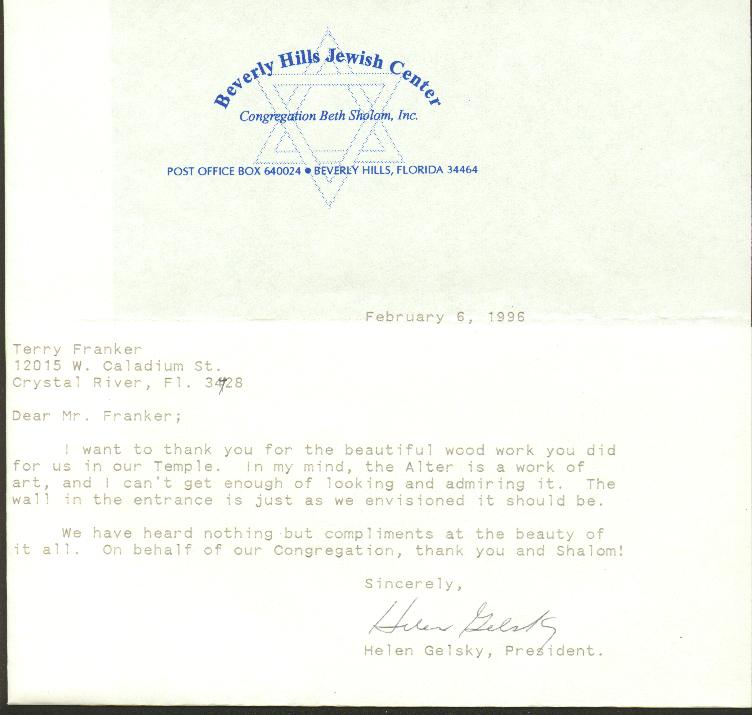 Beverly Hills Jewish Center
Congregation Beth Sholom, Inc.
POST OFFICE BOX 640024 ● BEVERLY HILLS, FLORIDA 34464
February 6, 1996
Terry Franker
12015 W. Caladium St.
Crystal River, Fl. 34428
Dear Mr. Franker;
I want to thank you for the beautiful wood work you did
for us in our Temple. In my mind, the Alter is a work of
art, and I can't get enough of looking and admiring it. The
wall in the entrance is just as we envisioned it should be.
We have heard nothing but compliments at the beauty of
it all. On behalf of our Congregation, thank you and Shalom!
Sincerely,
Helen Gelsky
Helen Gelsky, President.